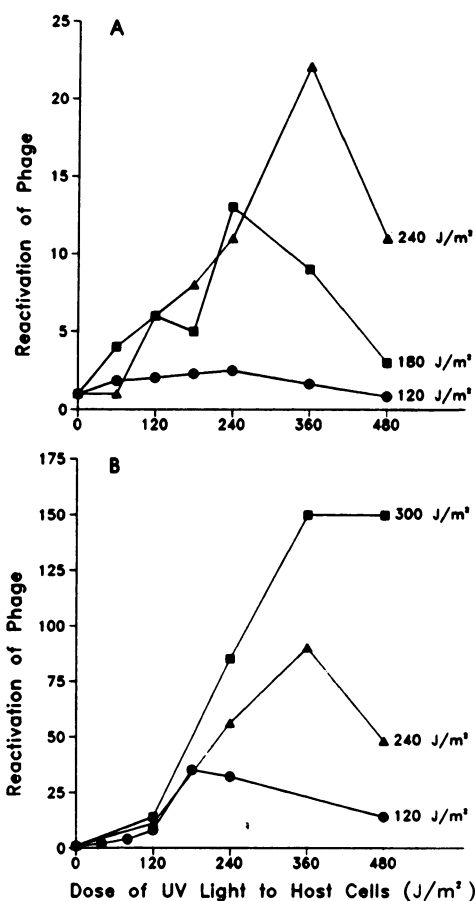 A
25
20
15
10
5
0
Reactivation of Phage
240 J/m²
180 J/m²
120 J/m²
0 120 240 360 480
B
175
150
125
100
75
50
25
0
Reactivation of Phage
300 J/m²
240 J/m²
120 J/m²
0 120 240 360 480
Dose of UV Light to Host Cells (J/m²)